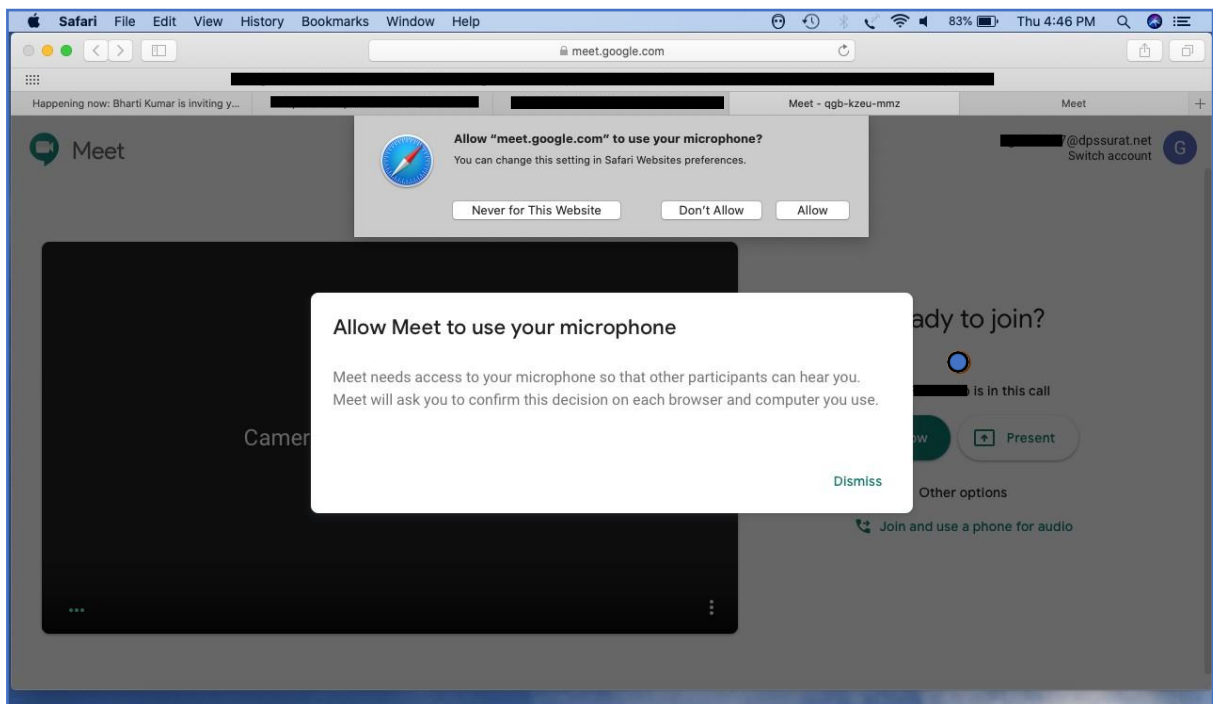 Safari File Edit View History Bookmarks Window Help 83% Thu 4:46 PM
meet.google.com
Happening now: Bharti Kumar is inviting y... Meet - qgb-kzeu-mmz Meet
Allow “meet.google.com” to use your microphone?
You can change this setting in Safari Websites preferences.
Never for This Website Don't Allow Allow
Meet
@dpssurat.net
Switch account
G
Allow Meet to use your microphone
Meet needs access to your microphone so that other participants can hear you.
Meet will ask you to confirm this decision on each browser and computer you use.
Dismiss
Camer
ady to join?
is in this call
ow Present
Other options
Join and use a phone for audio